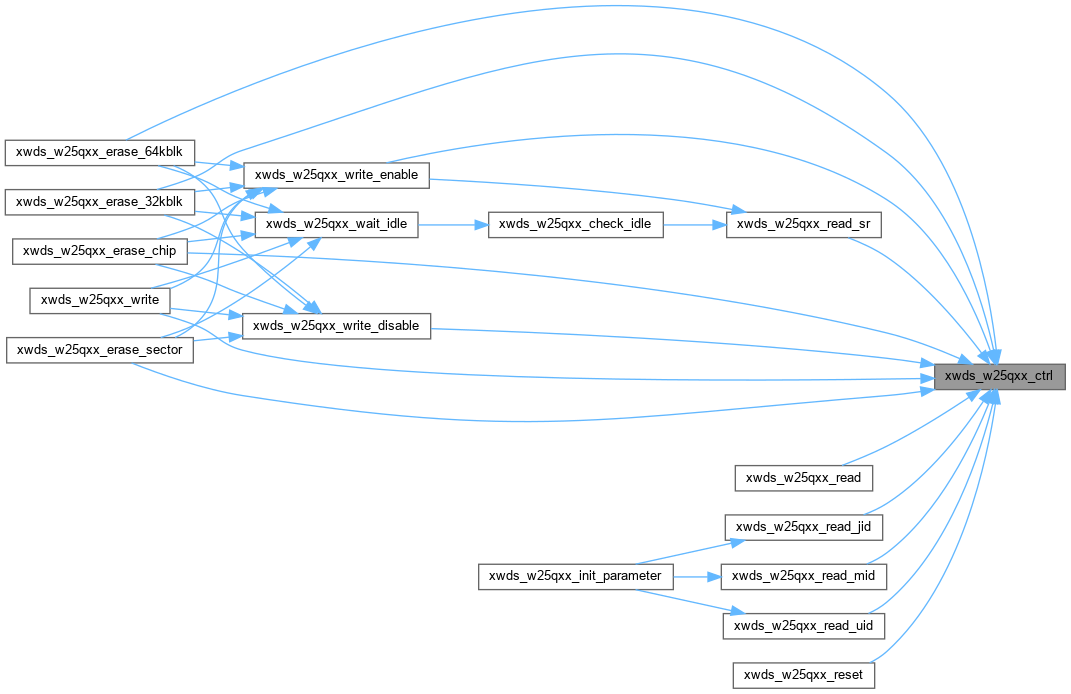 xwds_w25qxx_erase_64kblk
xwds_w25qxx_write_enable
xwds_w25qxx_erase_32kblk
xwds_w25qxx_wait_idle
xwds_w25qxx_check_idle
xwds_w25qxx_read_sr
xwds_w25qxx_erase_chip
xwds_w25qxx_write
xwds_w25qxx_write_disable
xwds_w25qxx_erase_sector
xwds_w25qxx_ctrl
xwds_w25qxx_read
xwds_w25qxx_read_jid
xwds_w25qxx_init_parameter
xwds_w25qxx_read_mid
xwds_w25qxx_read_uid
xwds_w25qxx_reset